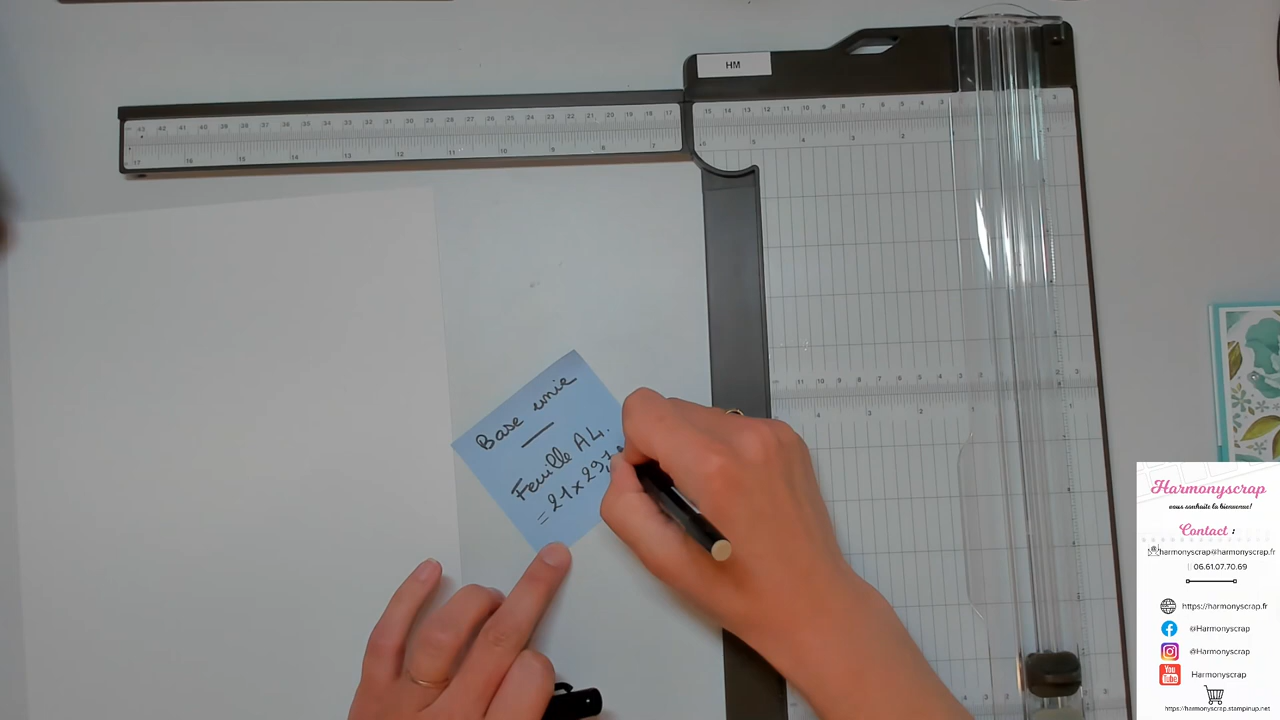 HM
Base unie
Feuille A4.
= 21 x 29,
Harmonyscrap
vous souhaite la bienvenue!
Contact :
harmonyscrap@harmonyscrap.fr
06.61.07.70.69
https://harmonyscrap.fr
@Harmonyscrap
@Harmonyscrap
Harmonyscrap
https://harmonyscrap.stampinup.net